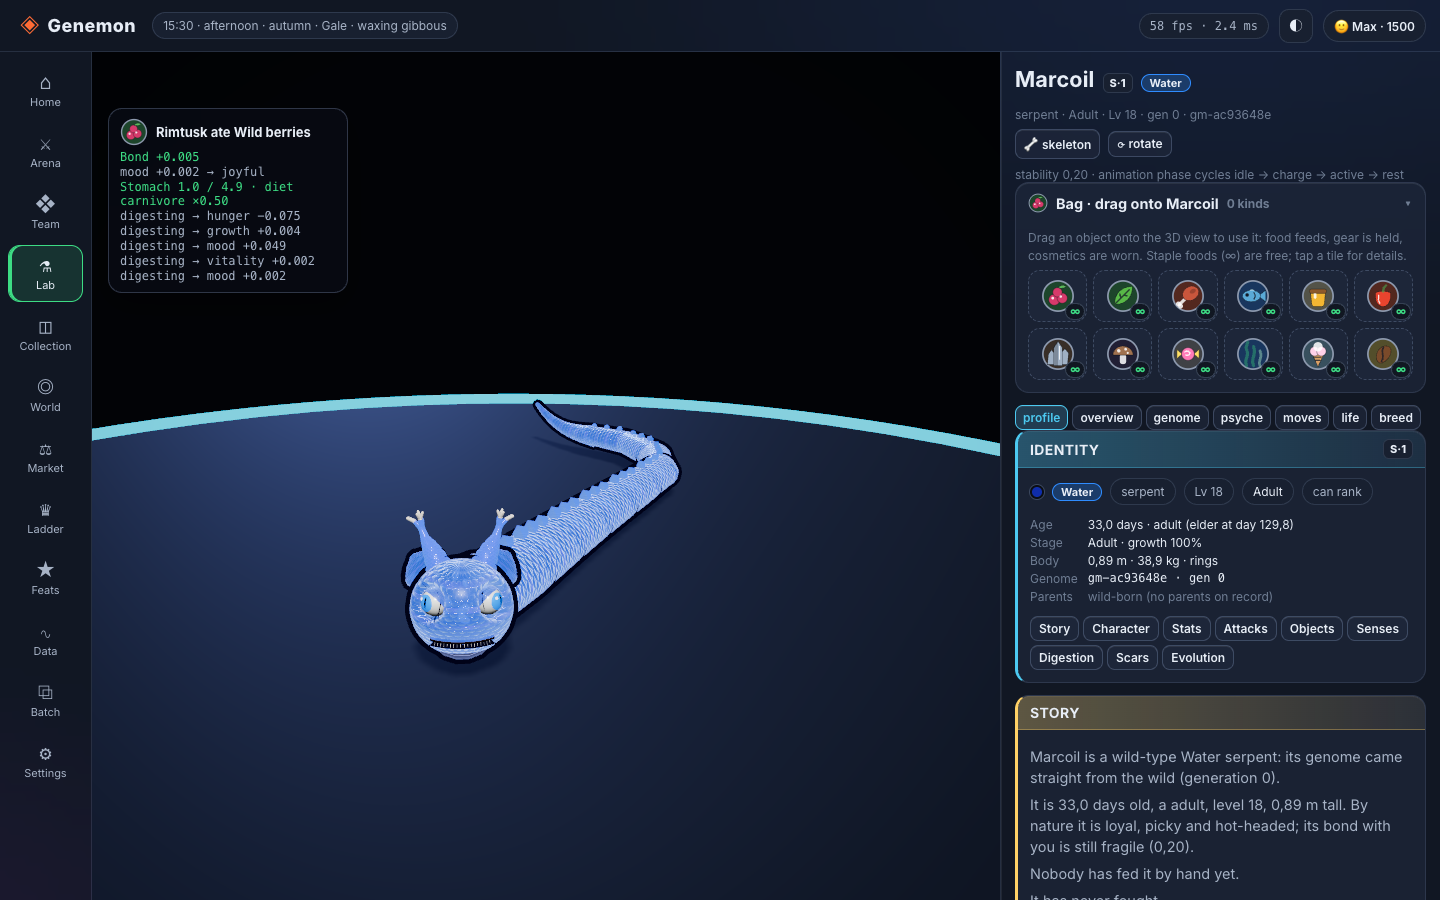 Genemon
15:30 · afternoon · autumn · Gale · waxing gibbous
58 fps · 2.4 ms
Max · 1500
Home
Arena
Team
Lab
Collection
World
Market
Ladder
Feats
Data
Batch
Settings
Rimtusk ate Wild berries
Bond +0.005
mood +0.002 → joyful
Stomach 1.0 / 4.9 · diet
carnivore ×0.50
digesting → hunger −0.075
digesting → growth +0.004
digesting → mood +0.049
digesting → vitality +0.002
digesting → mood +0.002
Marcoil S·1 Water
serpent · Adult · Lv 18 · gen 0 · gm-ac93648e
skeleton
rotate
stability 0,20 · animation phase cycles idle → charge → active → rest
Bag · drag onto Marcoil 0 kinds
Drag an object onto the 3D view to use it: food feeds, gear is held,
cosmetics are worn. Staple foods (∞) are free; tap a tile for details.
∞ ∞ ∞ ∞ ∞ ∞
∞ ∞ ∞ ∞ ∞ ∞
profile overview genome psyche moves life breed
IDENTITY S·1
Water serpent Lv 18 Adult can rank
Age 33,0 days · adult (elder at day 129,8)
Stage Adult · growth 100%
Body 0,89 m · 38,9 kg · rings
Genome gm-ac93648e · gen 0
Parents wild-born (no parents on record)
Story Character Stats Attacks Objects Senses
Digestion Scars Evolution
STORY
Marcoil is a wild-type Water serpent: its genome came
straight from the wild (generation 0).
It is 33,0 days old, a adult, level 18, 0,89 m tall. By
nature it is loyal, picky and hot-headed; its bond with
you is still fragile (0,20).
Nobody has fed it by hand yet.
It has never fought